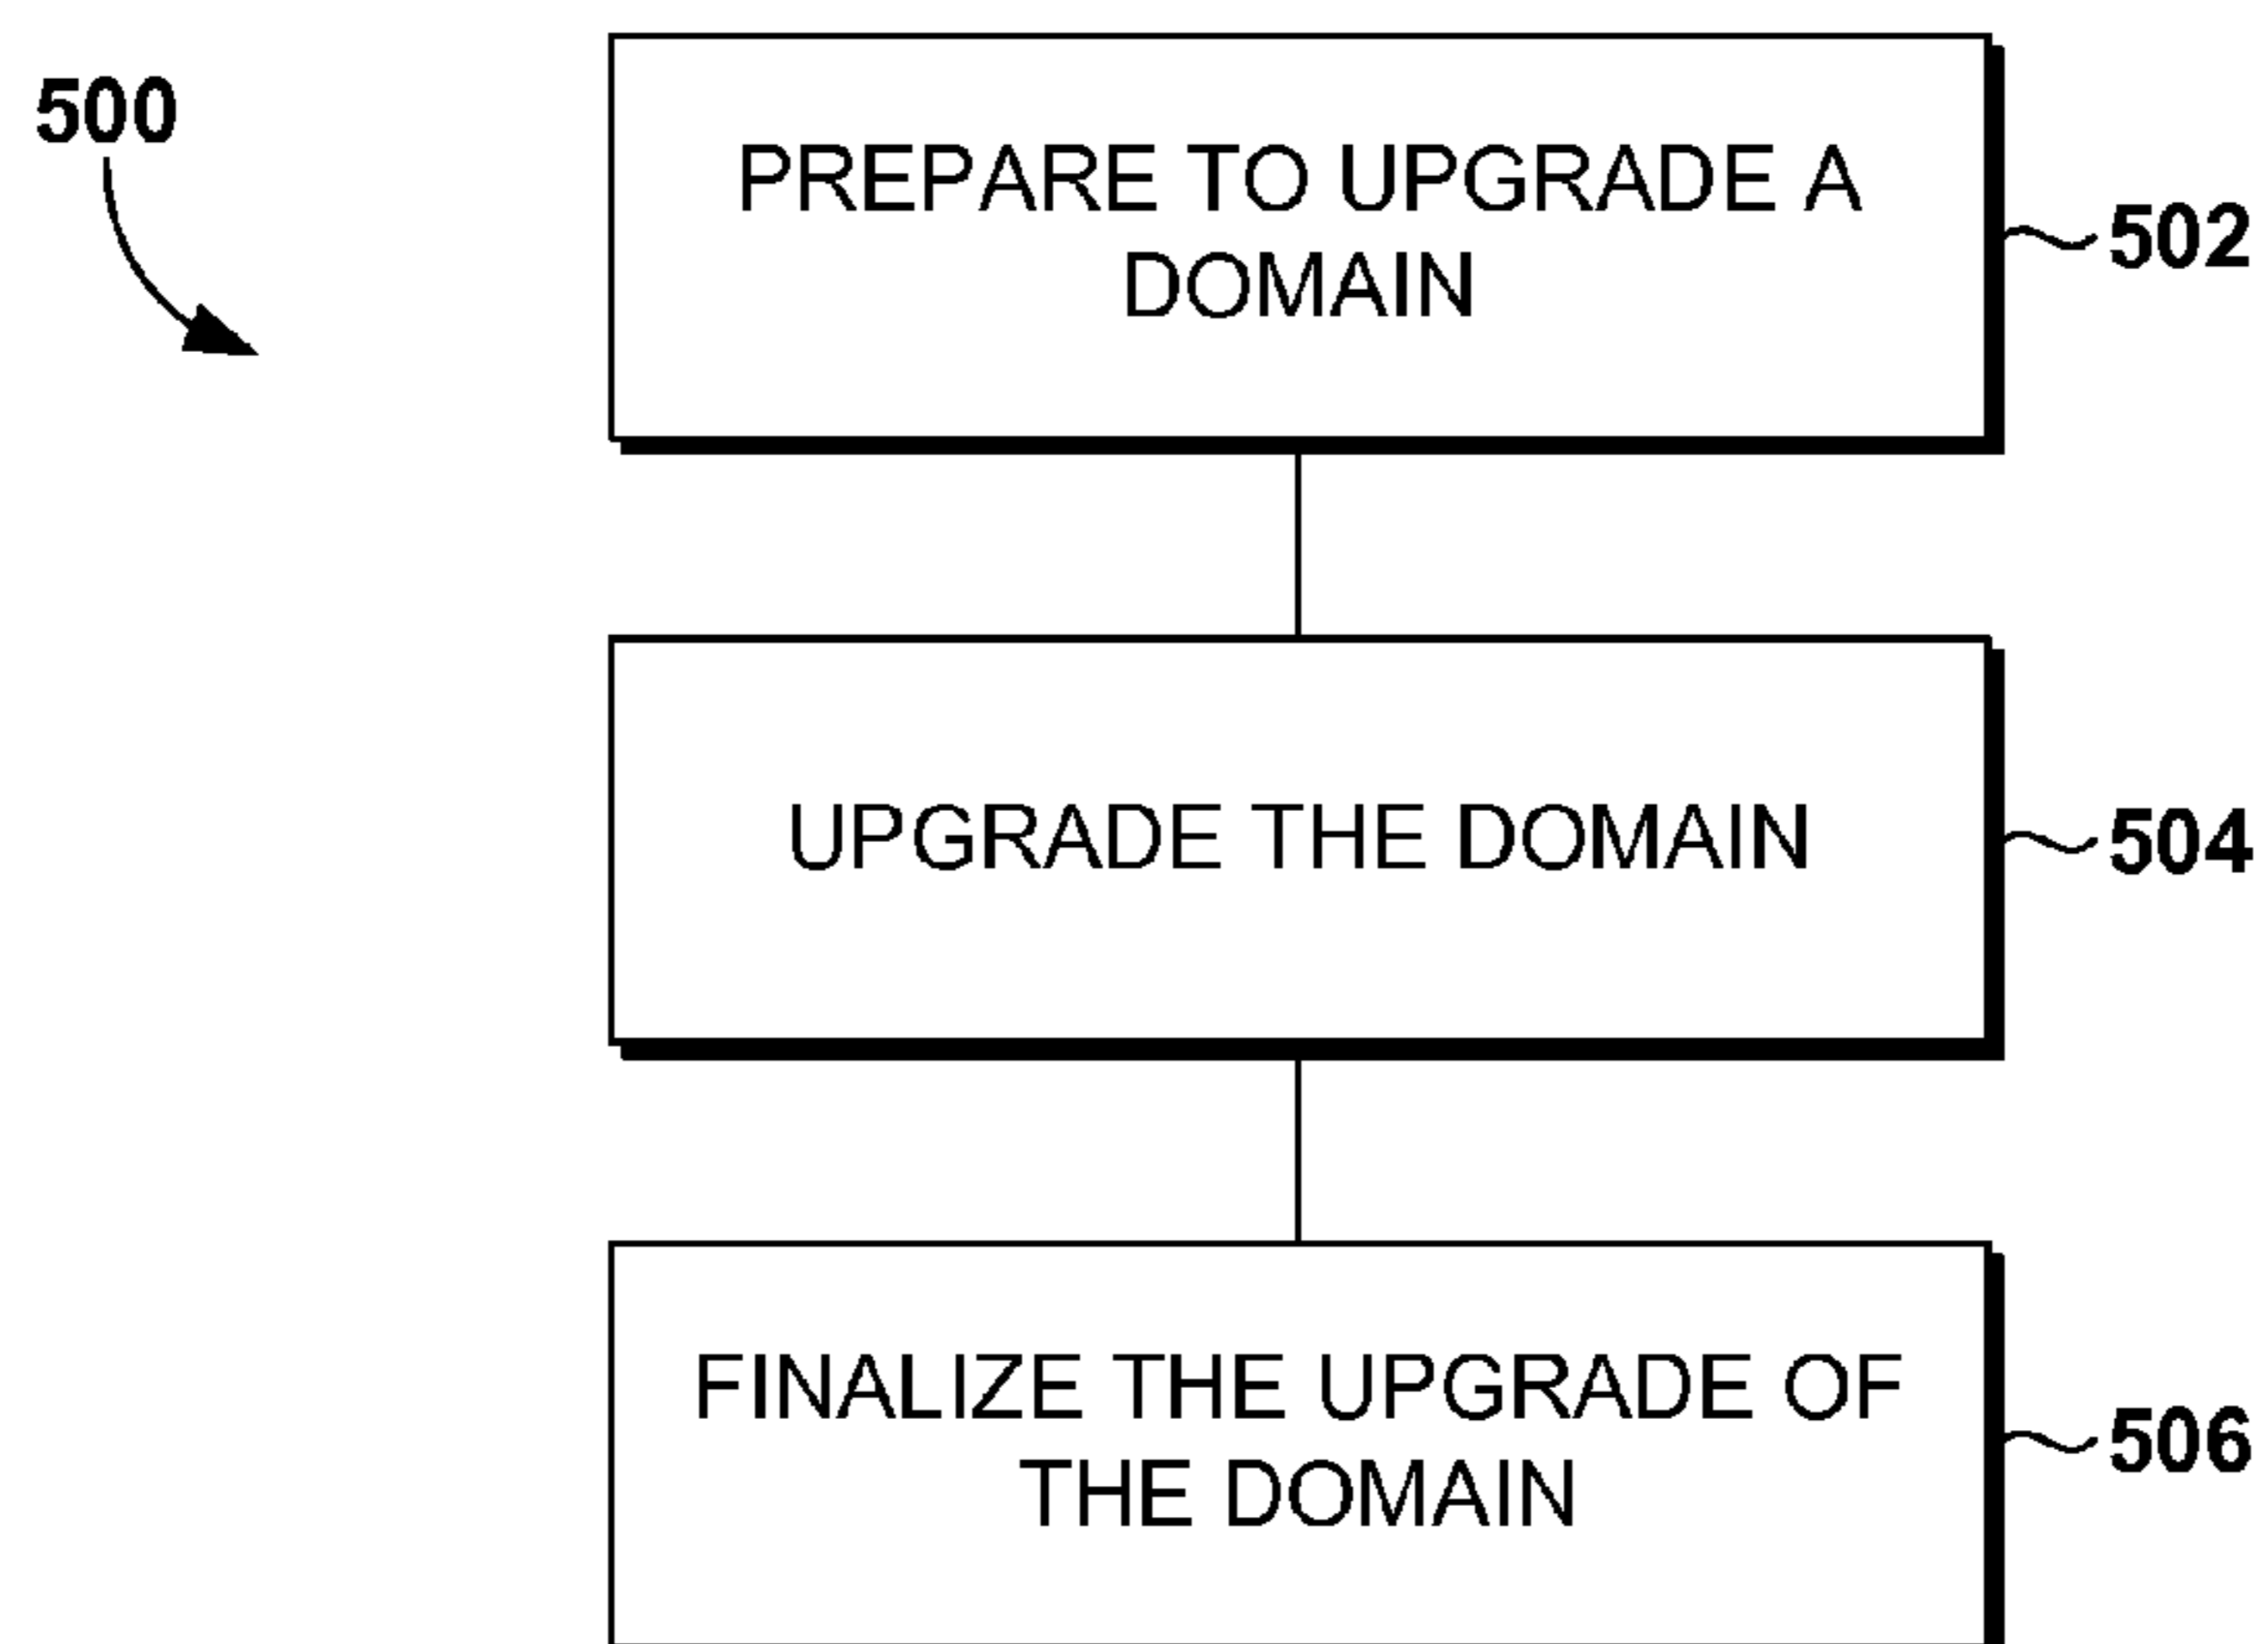 500
PREPARE TO UPGRADE A
DOMAIN
502
UPGRADE THE DOMAIN
504
FINALIZE THE UPGRADE OF
THE DOMAIN
506